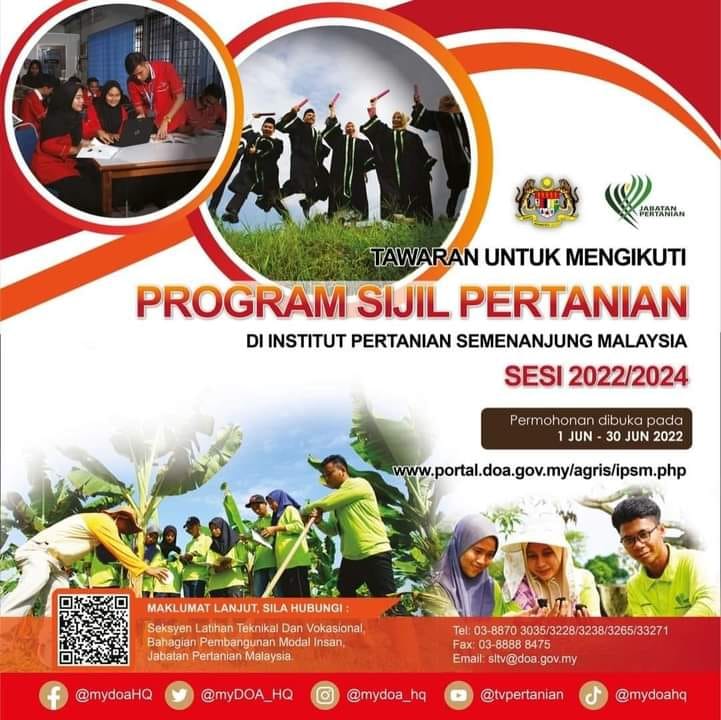 JABATAN
PERTANIAN
TAWARAN UNTUK MENGIKUTI
PROGRAM SIJIL PERTANIAN
DI INSTITUT PERTANIAN SEMENANJUNG MALAYSIA
SESI 2022/2024
Permohonan dibuka pada
1 JUN - 30 JUN 2022
www.portal.doa.gov.my/agris/ipsm.php
MAKLUMAT LANJUT, SILA HUBUNGI :
Seksyen Latihan Teknikal Dan Vokasional,
Bahagian Pembangunan Modal Insan,
Jabatan Pertanian Malaysia.
Tel: 03-8870 3035/3228/3238/3265/33271
Fax: 03-8888 8475
Email: sltv@doa.gov.my
@mydoaHQ
@myDOA_HQ
@mydoa_hq
@tvpertanian
@mydoahq